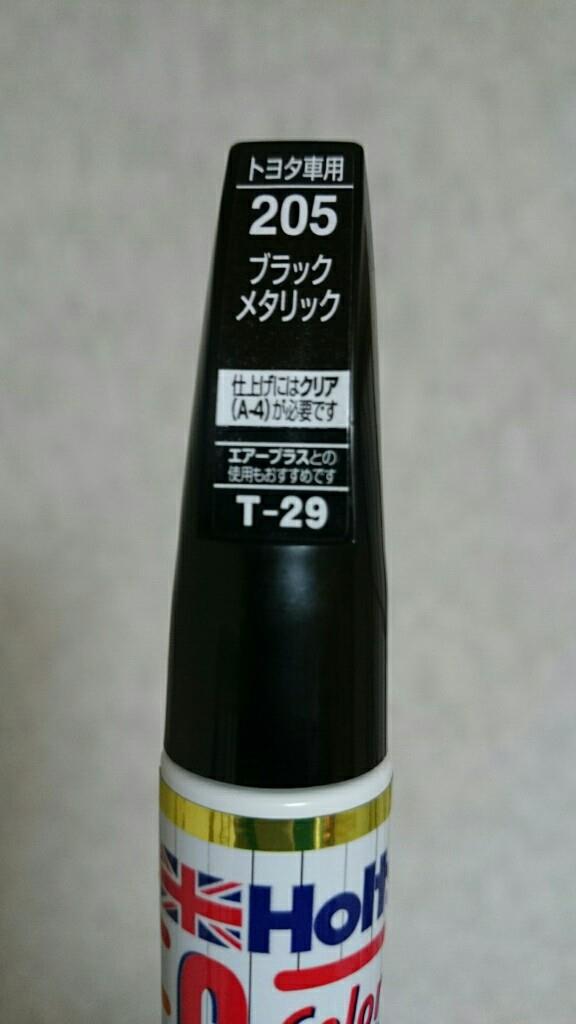 トヨタ車用
205
ブラック
メタリック
仕上げにはクリア
(A-4)が必要です
エアープラスとの
使用もおすすめです
T-29
Holts
Color